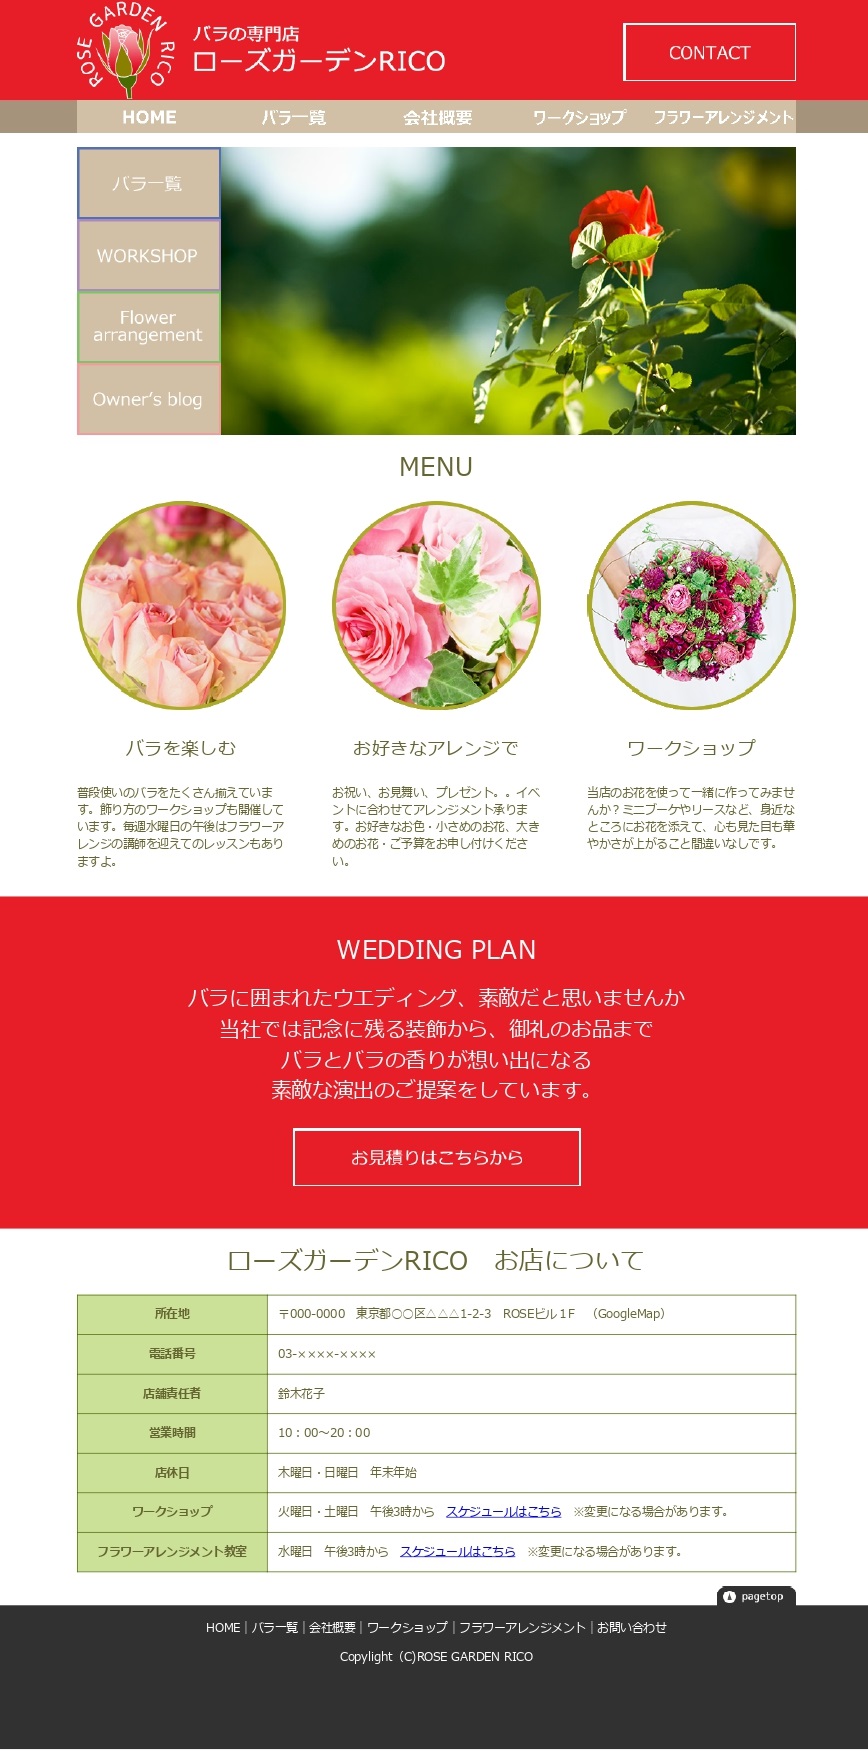 ROSE GARDEN RICO
バラの専門店
ローズガーデンRICO
CONTACT
HOME
バラ一覧
会社概要
ワークショップ
フラワーアレンジメント
バラ一覧
WORKSHOP
Flower
arrangement
Owner's blog
MENU
バラを楽しむ
普段使いのバラをたくさん揃えていま
す。飾り方のワークショップも開催して
います。毎週水曜日の午後はフラワーア
レンジの講師を迎えてのレッスンもあり
ますよ。
お好きなアレンジで
お祝い、お見舞い、プレゼント。。イベ
ントに合わせてアレンジメント承りま
す。お好きなお色・小さめのお花、大き
めのお花・ご予算をお申し付けくださ
い。
ワークショップ
当店のお花を使って一緒に作ってみませ
んか？ミニブーケやリースなど、身近な
ところにお花を添えて、心も見た目も華
やかさが上がること間違いなしです。
WEDDING PLAN
バラに囲まれたウエディング、素敵だと思いませんか
当社では記念に残る装飾から、御礼のお品まで
バラとバラの香りが想い出になる
素敵な演出のご提案をしています。
お見積りはこちらから
ローズガーデンRICO　お店について
所在地　〒000-0000　東京都○○区△△△1-2-3　ROSEビル１F　（GoogleMap）
電話番号　03-××××-××××
店舗責任者　鈴木花子
営業時間　10：00～20：00
店休日　木曜日・日曜日　年末年始
ワークショップ　火曜日・土曜日　午後3時から　スケジュールはこちら　※変更になる場合があります。
フラワーアレンジメント教室　水曜日　午後3時から　スケジュールはこちら　※変更になる場合があります。
pagetop
HOME｜バラ一覧｜会社概要｜ワークショップ｜フラワーアレンジメント｜お問い合わせ
Copylight（C)ROSE GARDEN RICO